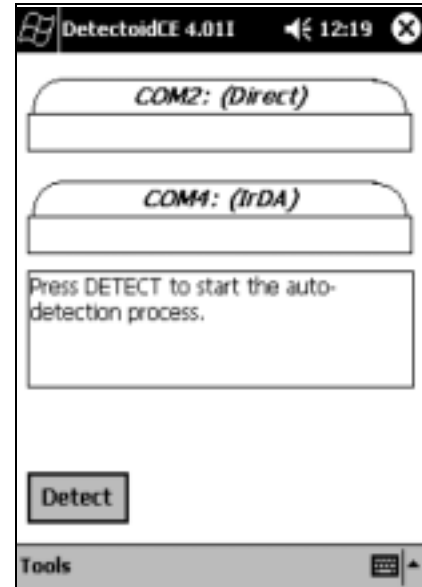 DetectoidCE 4.01I 12:19
COM2: (Direct)
COM4: (IrDA)
Press DETECT to start the auto-
detection process.
Detect
Tools